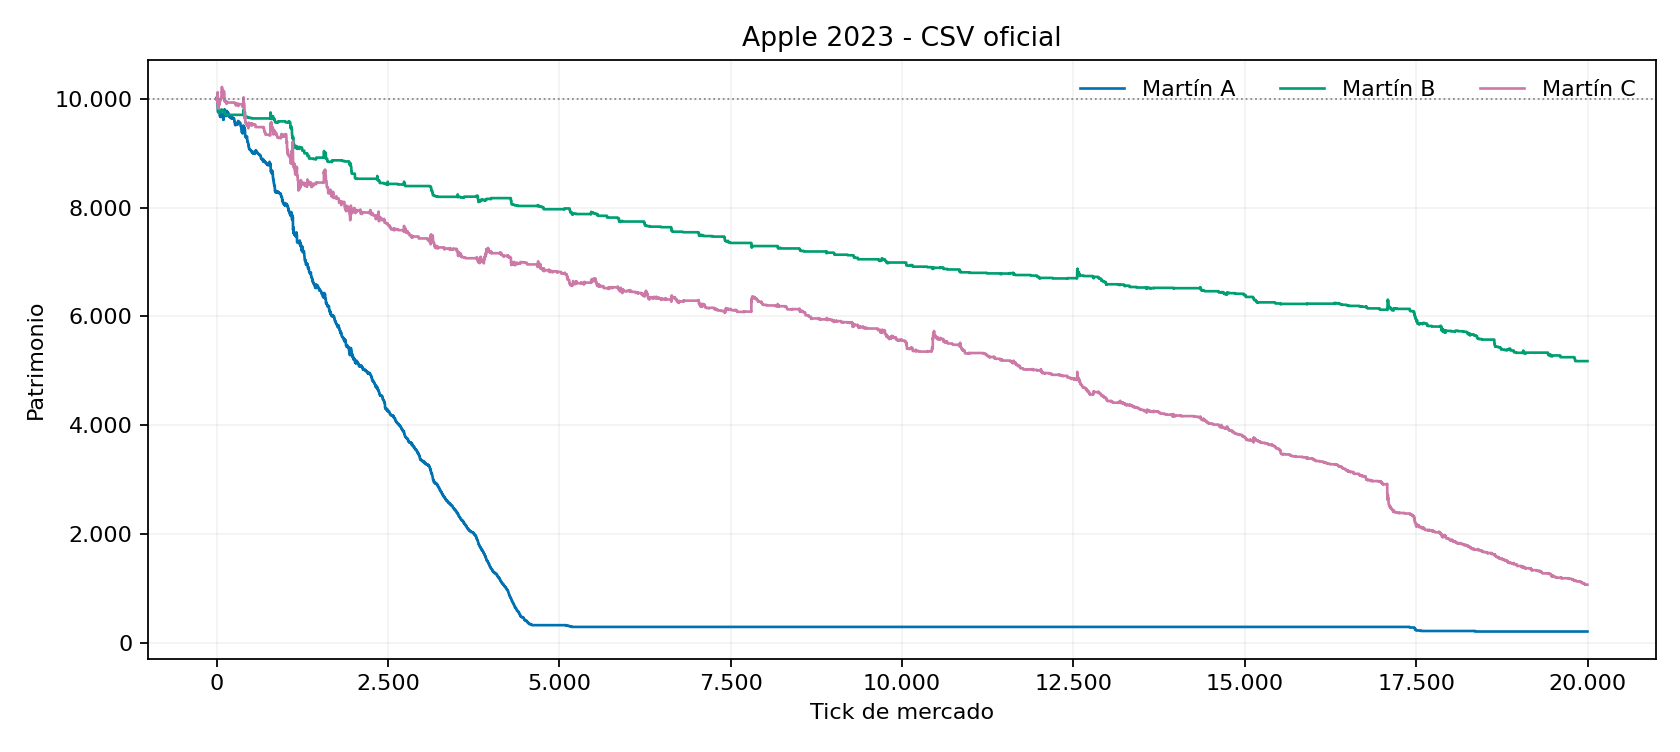 Apple 2023 - CSV oficial
Martín A
Martín B
Martín C
Patrimonio
10.000
8.000
6.000
4.000
2.000
0
0
2.500
5.000
7.500
10.000
12.500
15.000
17.500
20.000
Tick de mercado